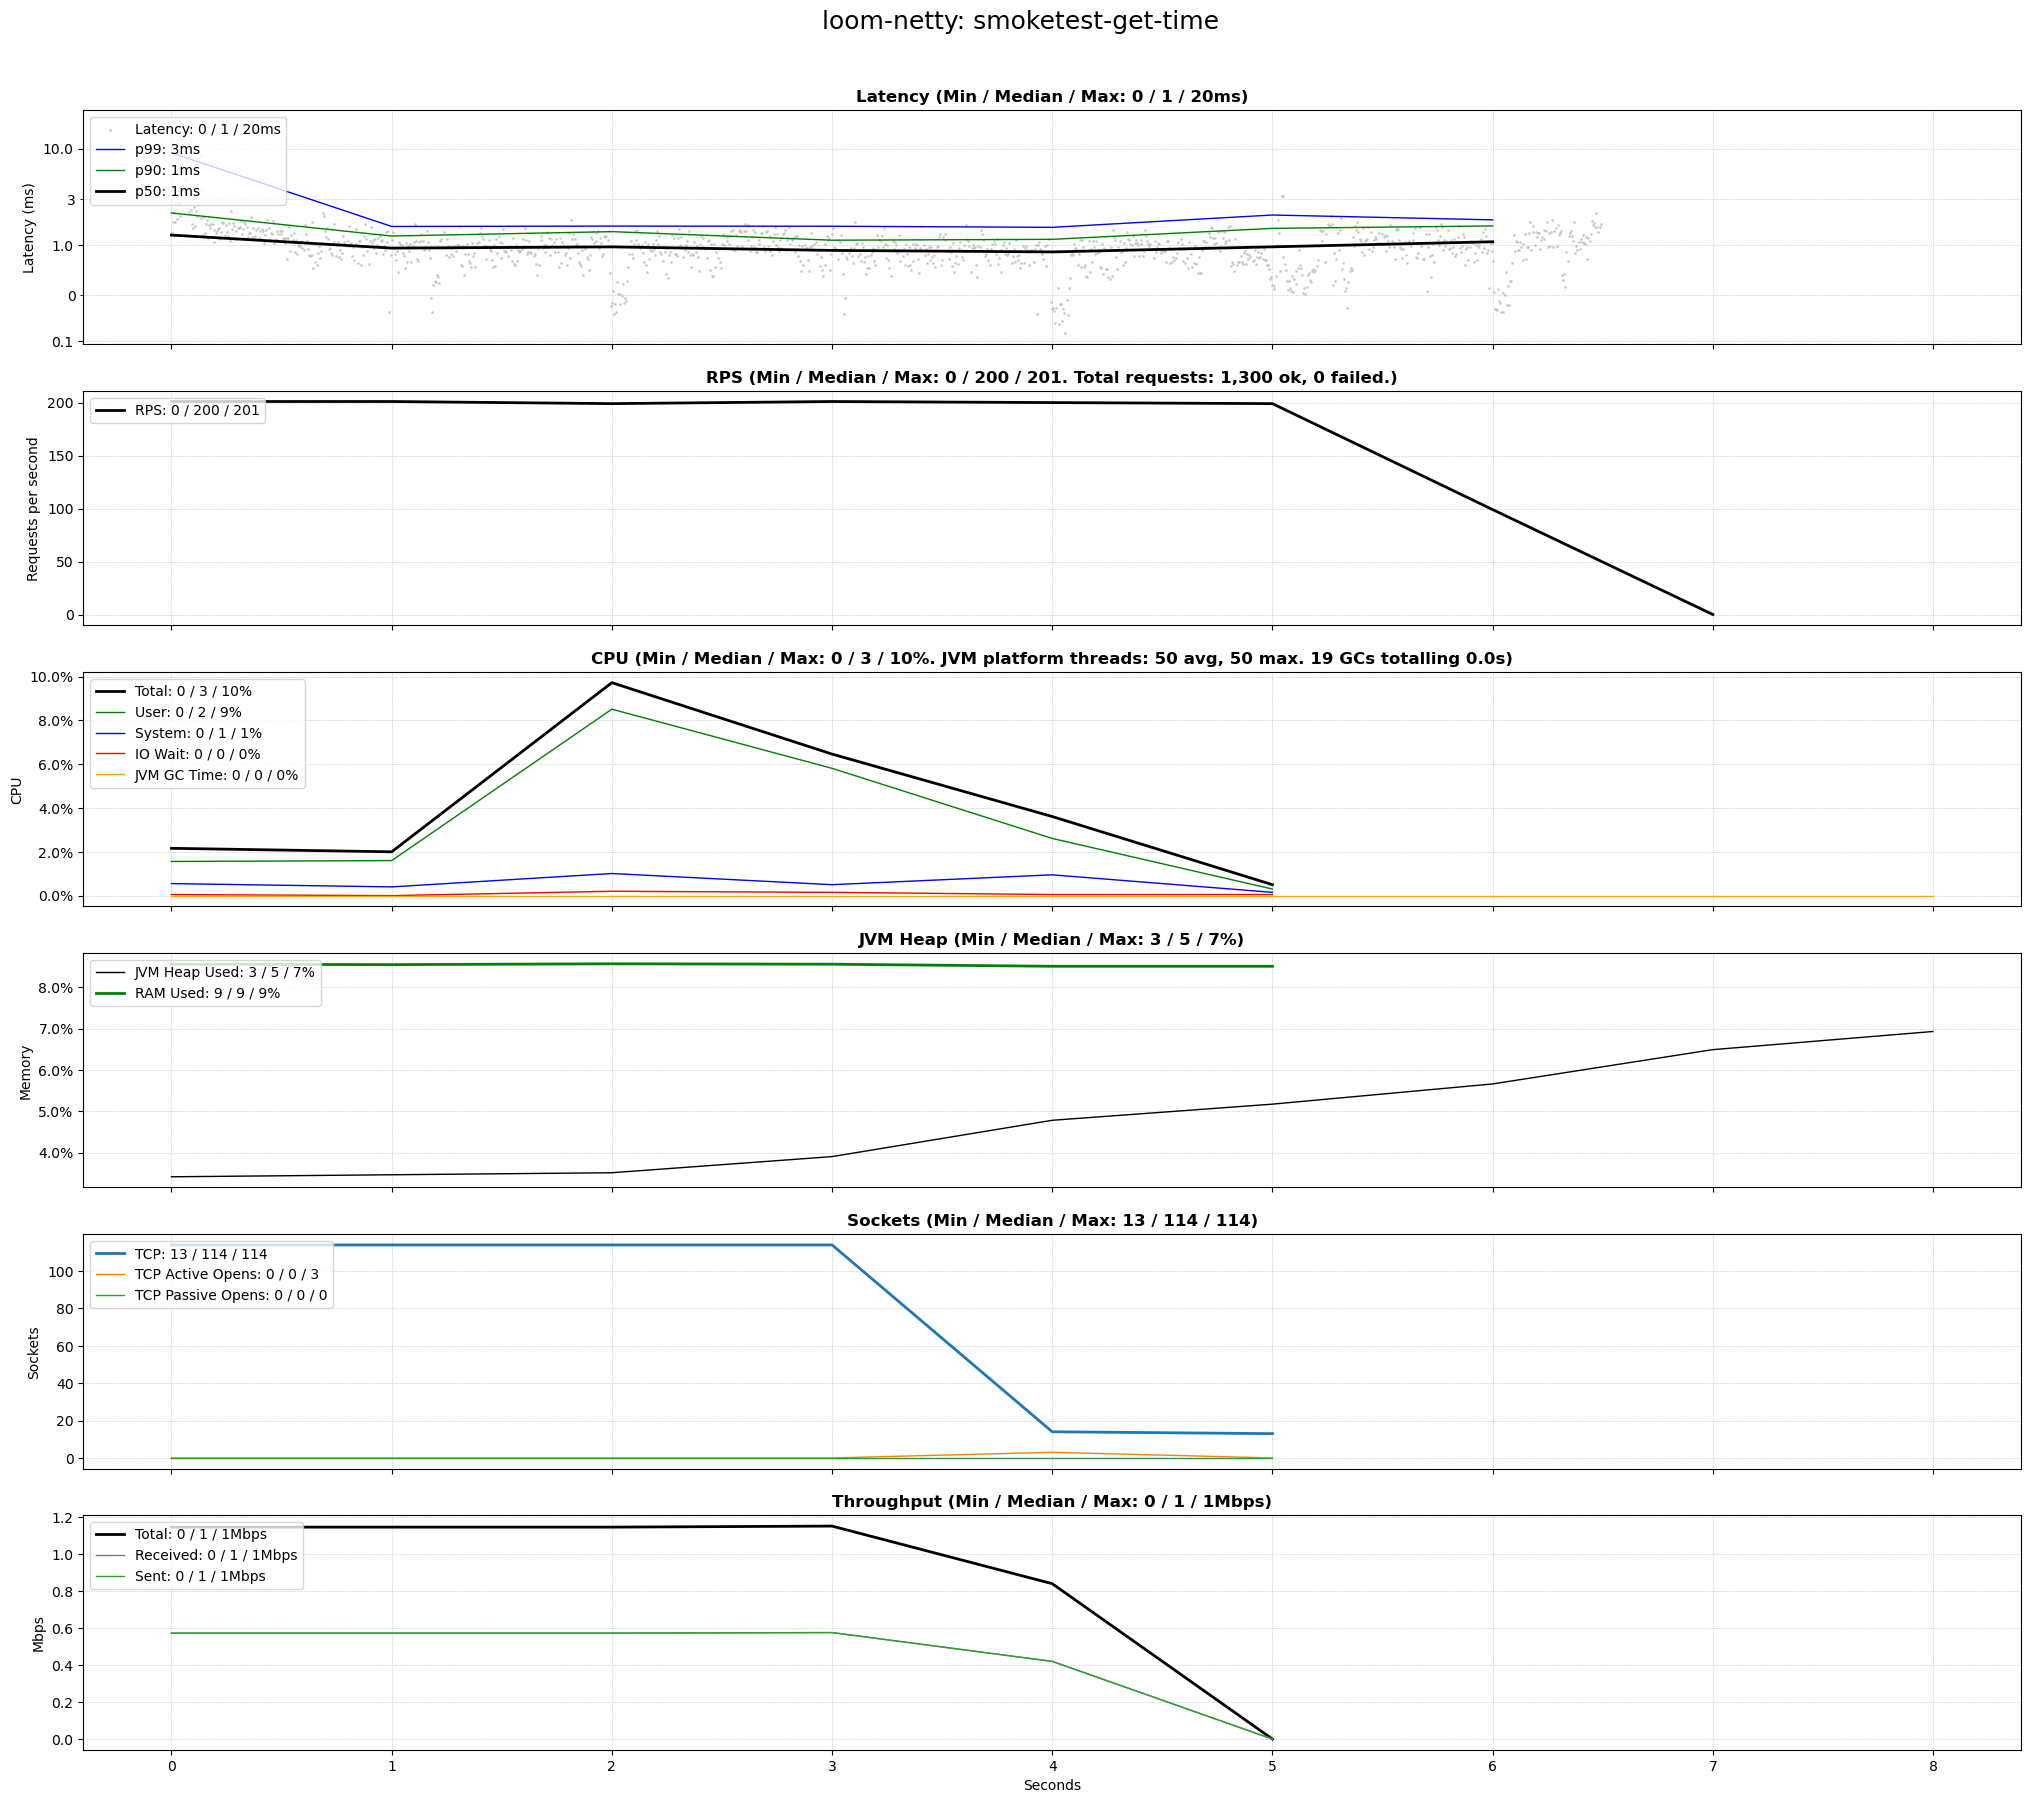 loom-netty: smoketest-get-time
Latency (Min / Median / Max: 0 / 1 / 20ms)
Latency: 0 / 1 / 20ms
p99: 3ms
p90: 1ms
p50: 1ms
10.0
3
1.0
0
0.1
Latency (ms)
RPS (Min / Median / Max: 0 / 200 / 201. Total requests: 1,300 ok, 0 failed.)
RPS: 0 / 200 / 201
200
150
100
50
0
Requests per second
CPU (Min / Median / Max: 0 / 3 / 10%. JVM platform threads: 50 avg, 50 max. 19 GCs totalling 0.0s)
Total: 0 / 3 / 10%
User: 0 / 2 / 9%
System: 0 / 1 / 1%
IO Wait: 0 / 0 / 0%
JVM GC Time: 0 / 0 / 0%
10.0%
8.0%
6.0%
4.0%
2.0%
0.0%
CPU
JVM Heap (Min / Median / Max: 3 / 5 / 7%)
JVM Heap Used: 3 / 5 / 7%
RAM Used: 9 / 9 / 9%
8.0%
7.0%
6.0%
5.0%
4.0%
Memory
Sockets (Min / Median / Max: 13 / 114 / 114)
TCP: 13 / 114 / 114
TCP Active Opens: 0 / 0 / 3
TCP Passive Opens: 0 / 0 / 0
100
80
60
40
20
0
Sockets
Throughput (Min / Median / Max: 0 / 1 / 1Mbps)
Total: 0 / 1 / 1Mbps
Received: 0 / 1 / 1Mbps
Sent: 0 / 1 / 1Mbps
1.2
1.0
0.8
0.6
0.4
0.2
0.0
Mbps
0 1 2 3 4 5 6 7 8
Seconds